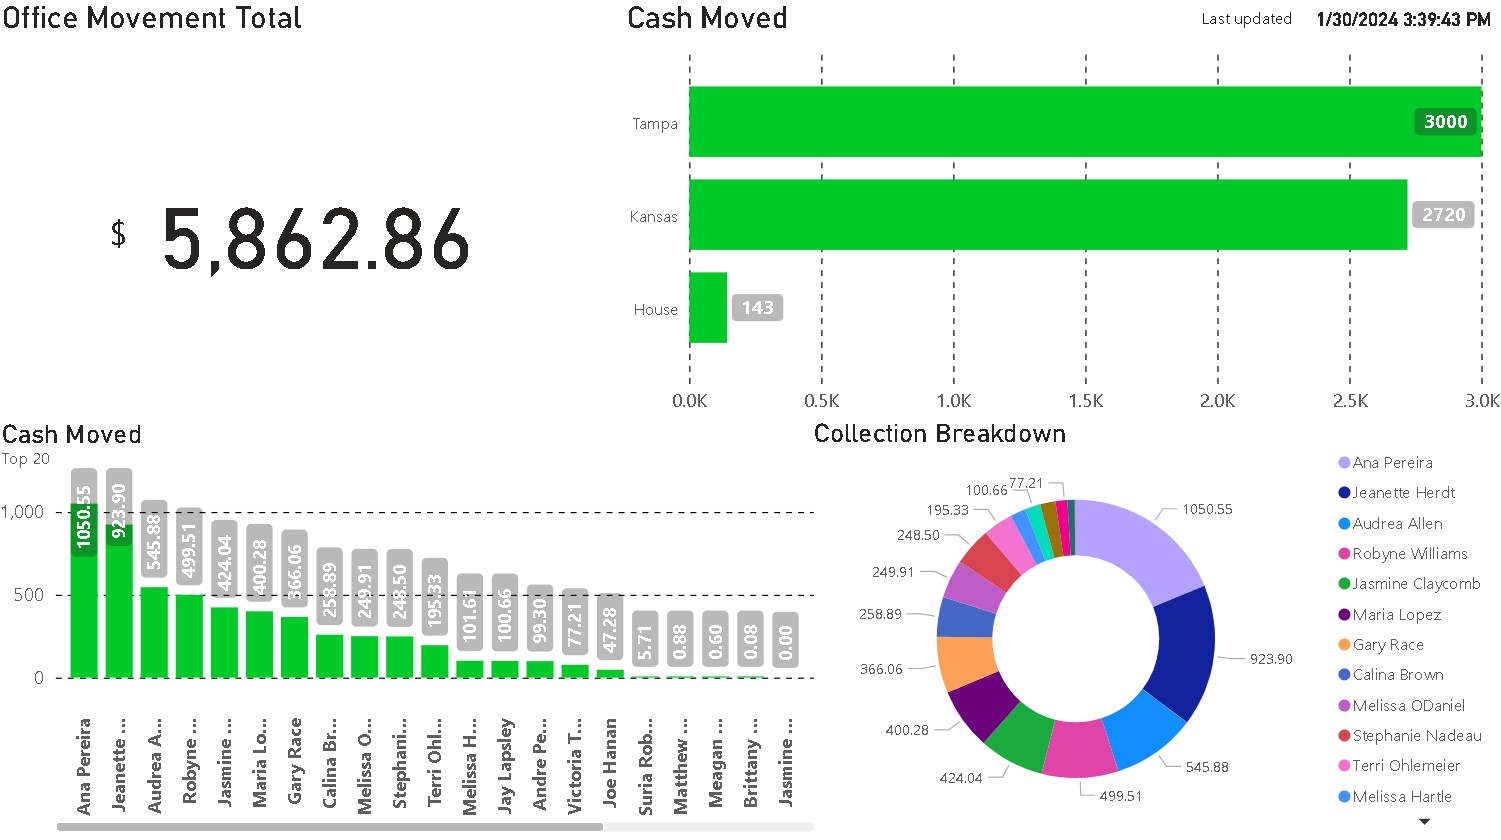 Office Movement Total
$ 5,862.86
Cash Moved
Last updated 1/30/2024 3:39:43 PM
Tampa 3000
Kansas 2720
House 143
0.0K 0.5K 1.0K 1.5K 2.0K 2.5K 3.0K
Cash Moved
Top 20
1,000
500
0
1050.55 923.90 545.88 499.51 424.04 400.28 366.06 258.89 249.91 248.50 195.33 101.61 100.66 99.30 77.21 47.28 5.71 0.88 0.60 0.08 0.00
Ana Pereira
Jeanette ...
Audrea A...
Robyne ...
Jasmine ...
Maria Lo...
Gary Race
Calina Br...
Melissa O...
Stephani...
Terri Ohl...
Melissa H...
Jay Lapsley
Andre Pe...
Victoria T...
Joe Hanan
Suria Rob...
Matthew ...
Meagan ...
Brittany ...
Jasmine ...
Collection Breakdown
1050.55
923.90
545.88
499.51
424.04
400.28
366.06
258.89
249.91
248.50
195.33
100.66
77.21
Ana Pereira
Jeanette Herdt
Audrea Allen
Robyne Williams
Jasmine Claycomb
Maria Lopez
Gary Race
Calina Brown
Melissa ODaniel
Stephanie Nadeau
Terri Ohlemeier
Melissa Hartle